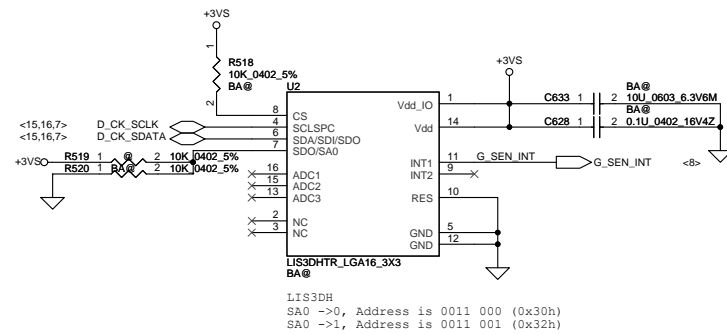 +3VS
1
R518
10K_0402_5%
BA@
2
U2
8 CS
<15,16,7> D_CK_SCLK 4 SCLSPC
<15,16,7> D_CK_SDATA 6 SDA/SDI/SDO
7 SDO/SA0
+3VS R519 1 @ 2 10K_0402_5%
R520 1 BA@ 2 10K_0402_5%
16 ADC1
15 ADC2
13 ADC3
2 NC
3 NC
+3VS
Vdd_IO 1
Vdd 14
BA@
C633 1 2 10U_0603_6.3V6M
BA@
C628 1 2 0.1U_0402_16V4Z
INT1 11 G_SEN_INT G_SEN_INT <8>
INT2 9
RES 10
GND 5
GND 12
LIS3DHTR_LGA16_3X3
BA@
LIS3DH
SA0 ->0, Address is 0011 000 (0x30h)
SA0 ->1, Address is 0011 001 (0x32h)